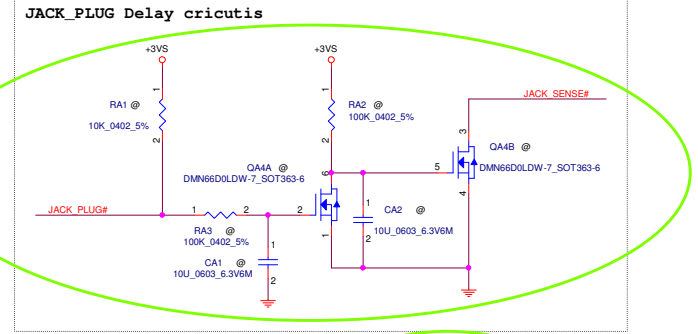 JACK_PLUG Delay cricutis
+3VS
+3VS
JACK_SENSE#
1
1
RA1 @
RA2 @
10K_0402_5%
100K_0402_5%
2
2
3
QA4B @
QA4A @
6
5
DMN66D0LDW-7_SOT363-6
DMN66D0LDW-7_SOT363-6
4
JACK_PLUG#
1
2
2
1
CA2 @
RA3 @
10U_0603_6.3V6M
100K_0402_5%
1
2
1
CA1 @
10U_0603_6.3V6M
2